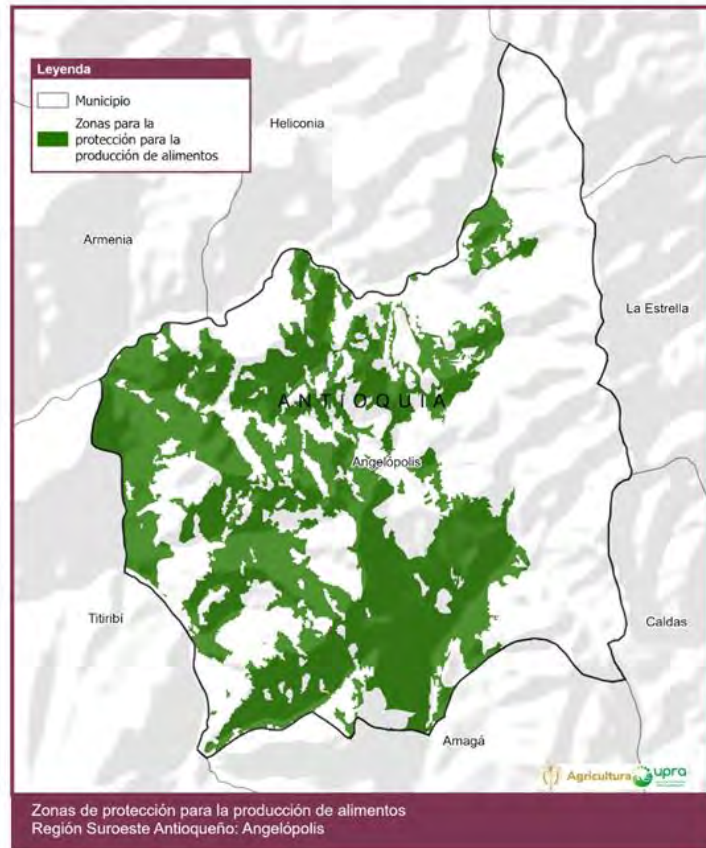 Leyenda
Municipio
Zonas para la
protección para la
producción de alimentos
Heliconia
Armenia
La Estrella
ANTIOQUIA
Angelópolis
Titiribí
Caldas
Amagá
Agricultura
upra
Zonas de protección para la producción de alimentos
Región Suroeste Antioqueño: Angelópolis